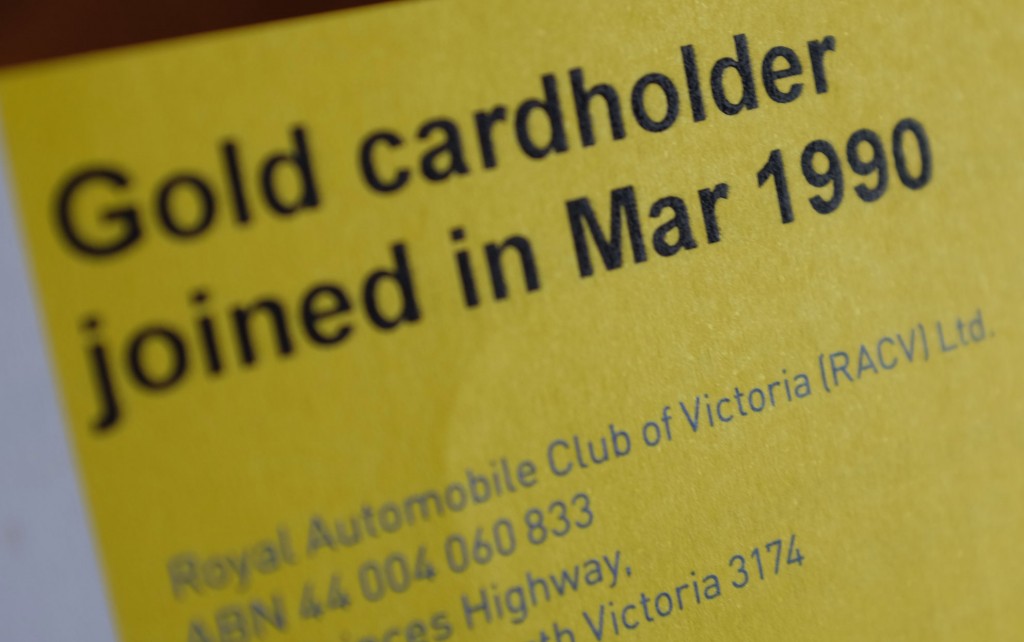 Gold cardholder
joined in Mar 1990
Royal Automobile Club of Victoria (RACV) Ltd.
ABN 44 004 060 833
Highway,
Victoria 3174